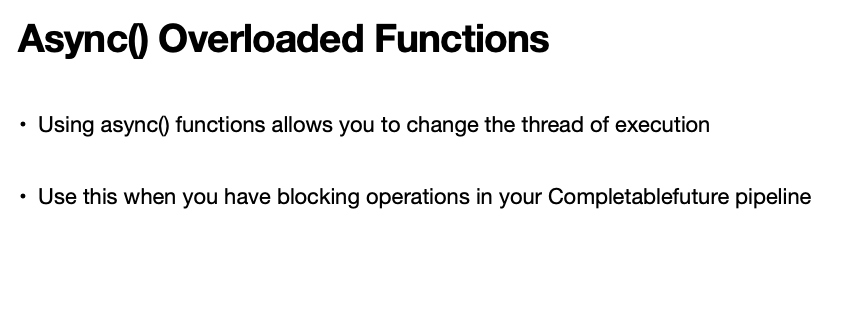 Async() Overloaded Functions
• Using async() functions allows you to change the thread of execution
• Use this when you have blocking operations in your Completablefuture pipeline